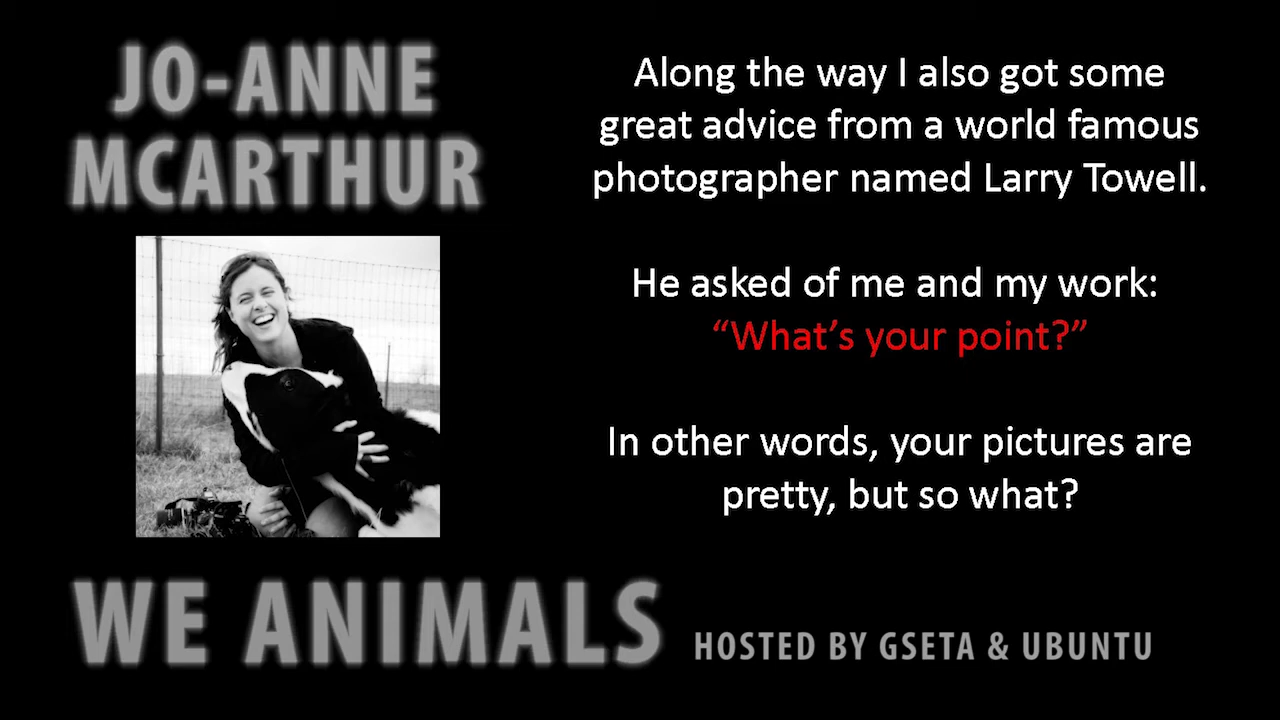 JO-ANNE
MCARTHUR
Along the way I also got some
great advice from a world famous
photographer named Larry Towell.
He asked of me and my work:
“What’s your point?”
In other words, your pictures are
pretty, but so what?
WE ANIMALS
HOSTED BY GSETA & UBUNTU